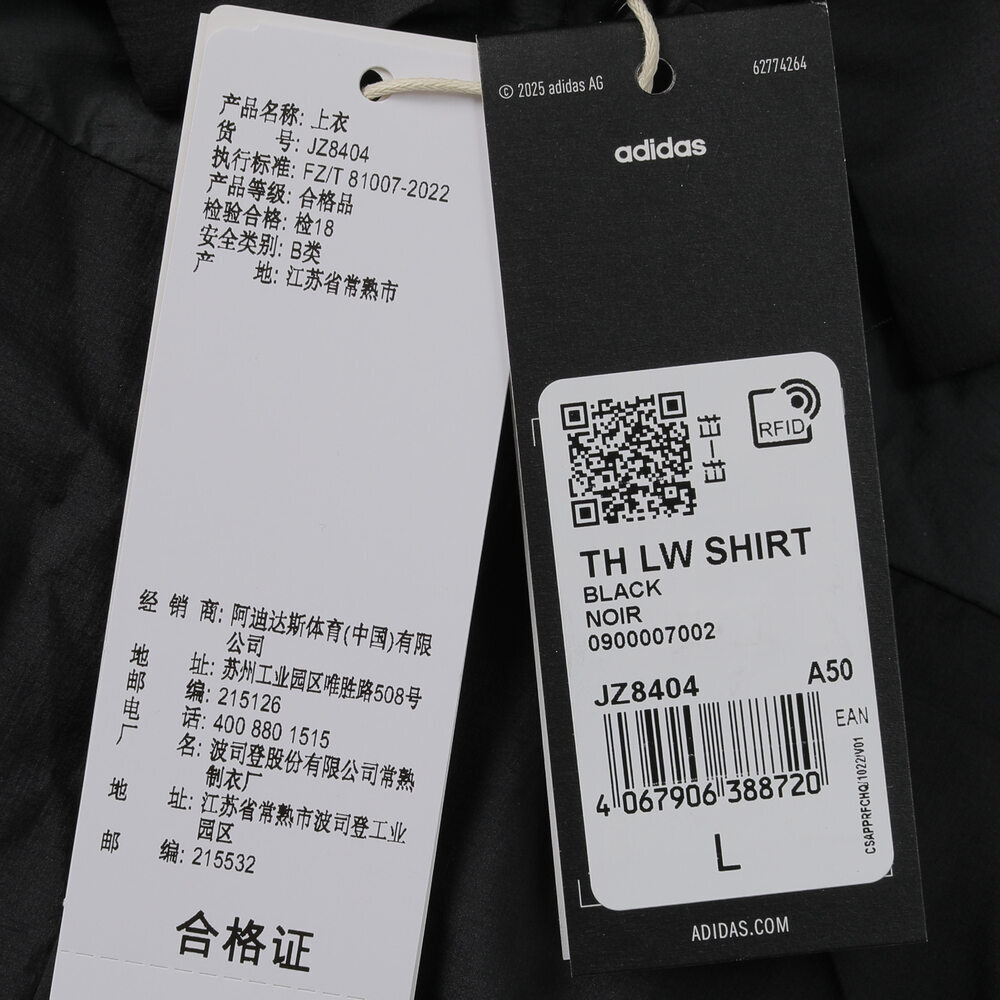 产品名称: 上衣
货 号: JZ8404
执行标准: FZ/T 81007-2022
产品等级: 合格品
检验合格: 检18
安全类别: B类
产 地: 江苏省常熟市
经 销 商: 阿迪达斯体育(中国)有限
公司
地 址: 苏州工业园区唯胜路508号
邮 编: 215126
电 话: 400 880 1515
厂 名: 波司登股份有限公司常熟
制衣厂
地 址: 江苏省常熟市波司登工业
园区
邮 编: 215532
合格证
© 2025 adidas AG
62774264
adidas
扫一扫
RFID
TH LW SHIRT
BLACK
NOIR
0900007002
JZ8404
A50
EAN
4 067906 388720
CSAPPRFCHQ/1022/V01
L
ADIDAS.COM